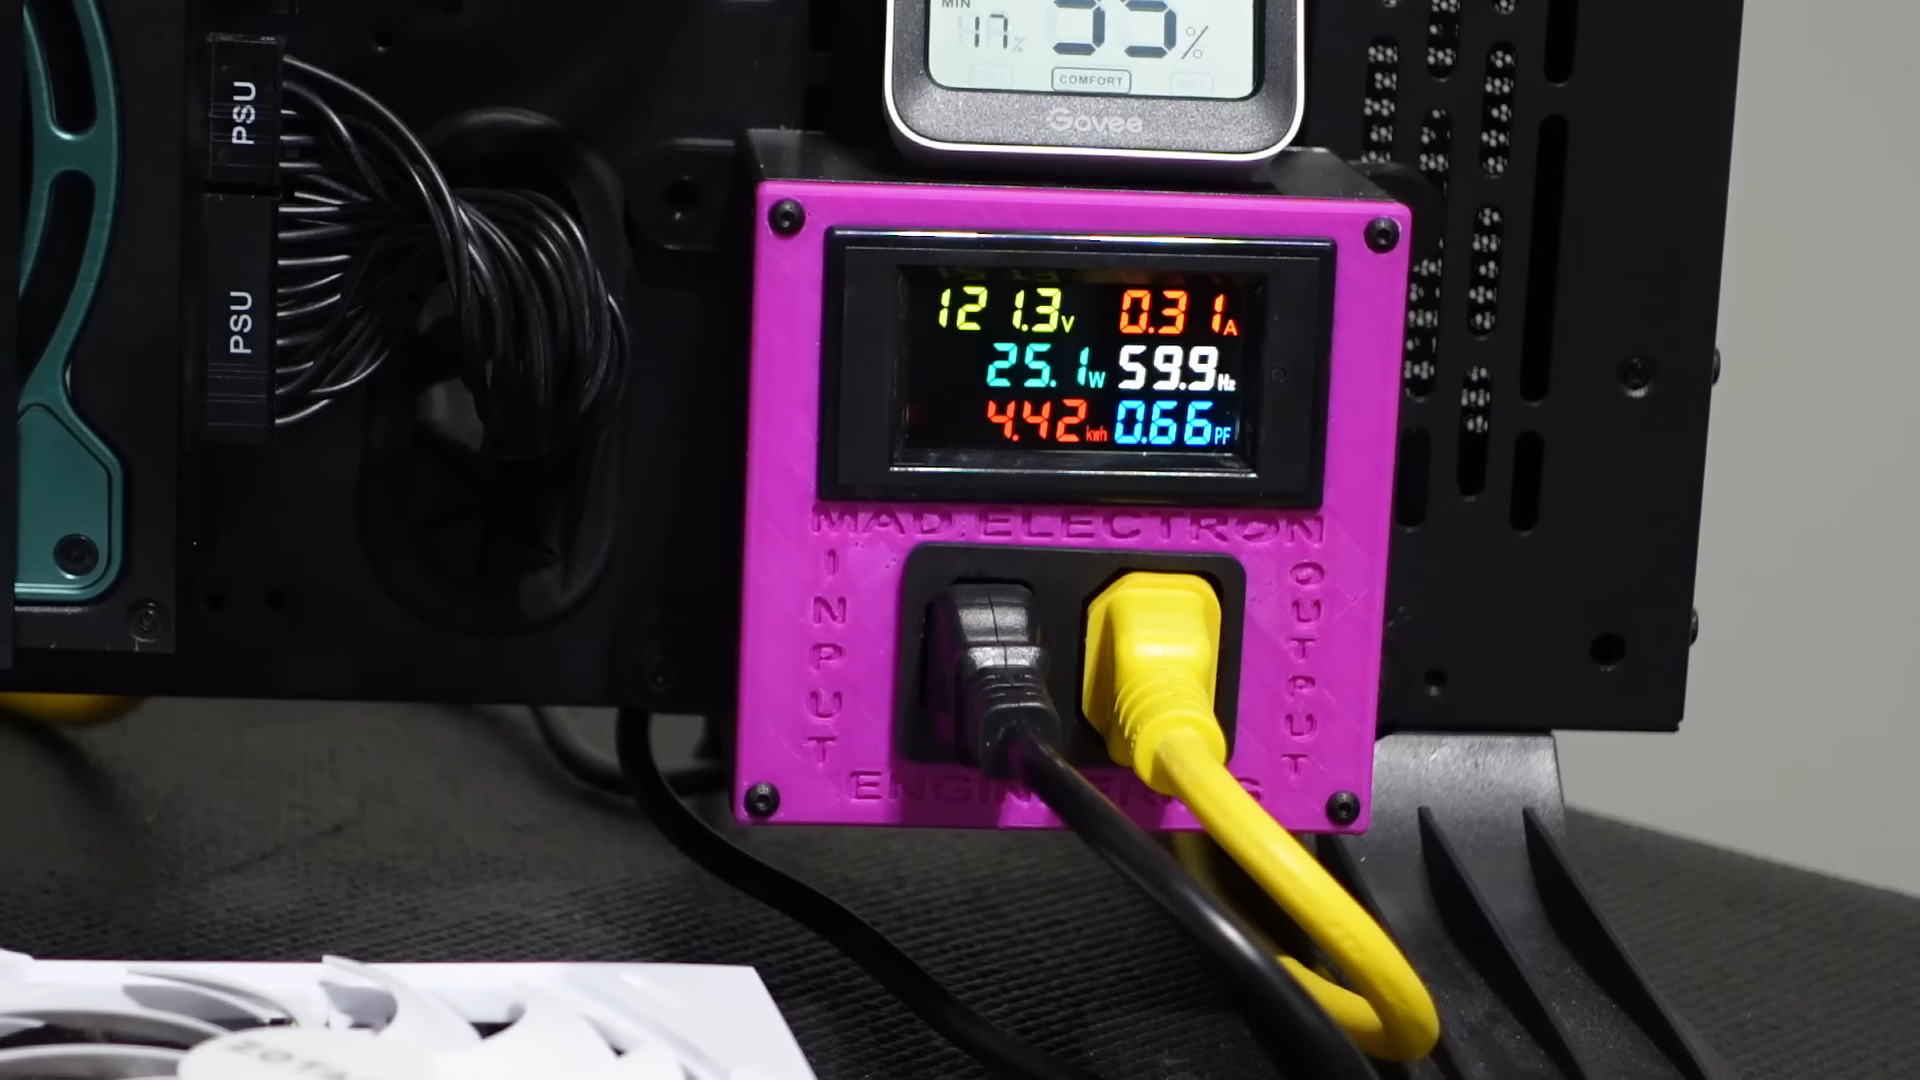 MIN
17%
%
COMFORT
Govee
PSU
PSU
121.3V 0.31A
25.1W 59.9Hz
4.42kwh 0.66PF
MAD ELECTRON
INPUT
OUTPUT